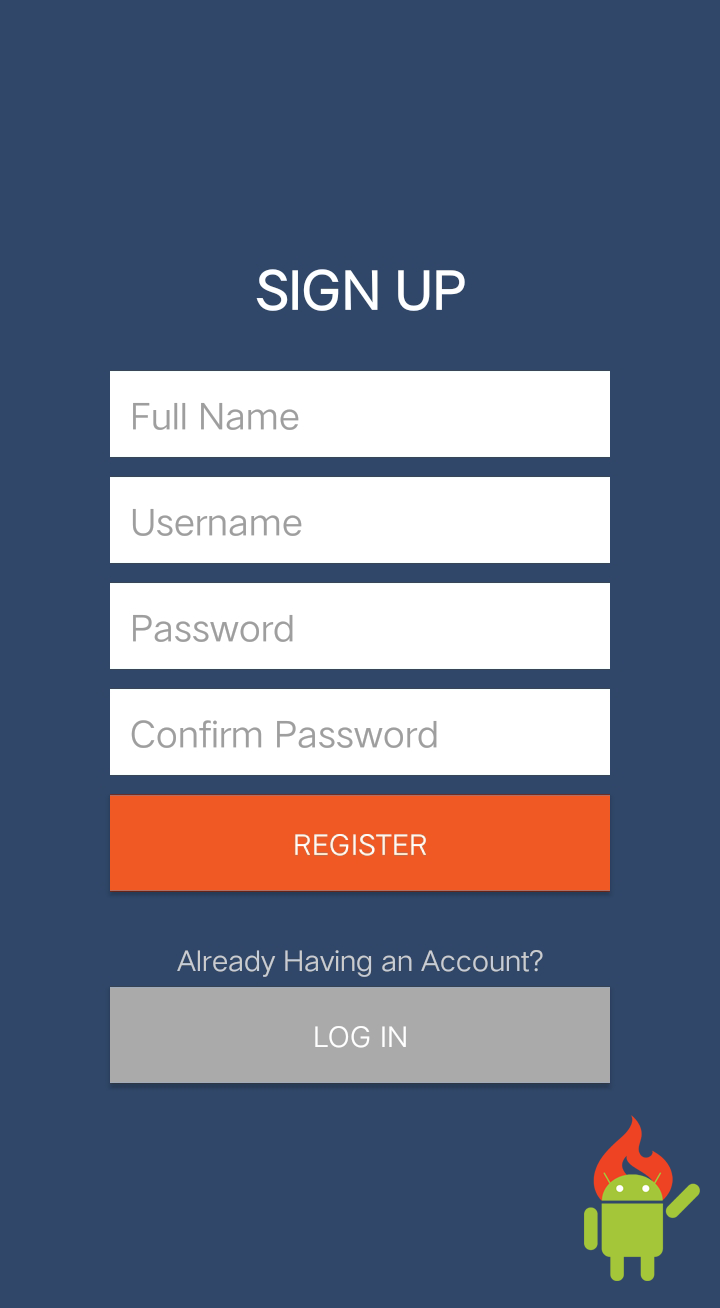 SIGN UP
Full Name
Username
Password
Confirm Password
REGISTER
Already Having an Account?
LOG IN